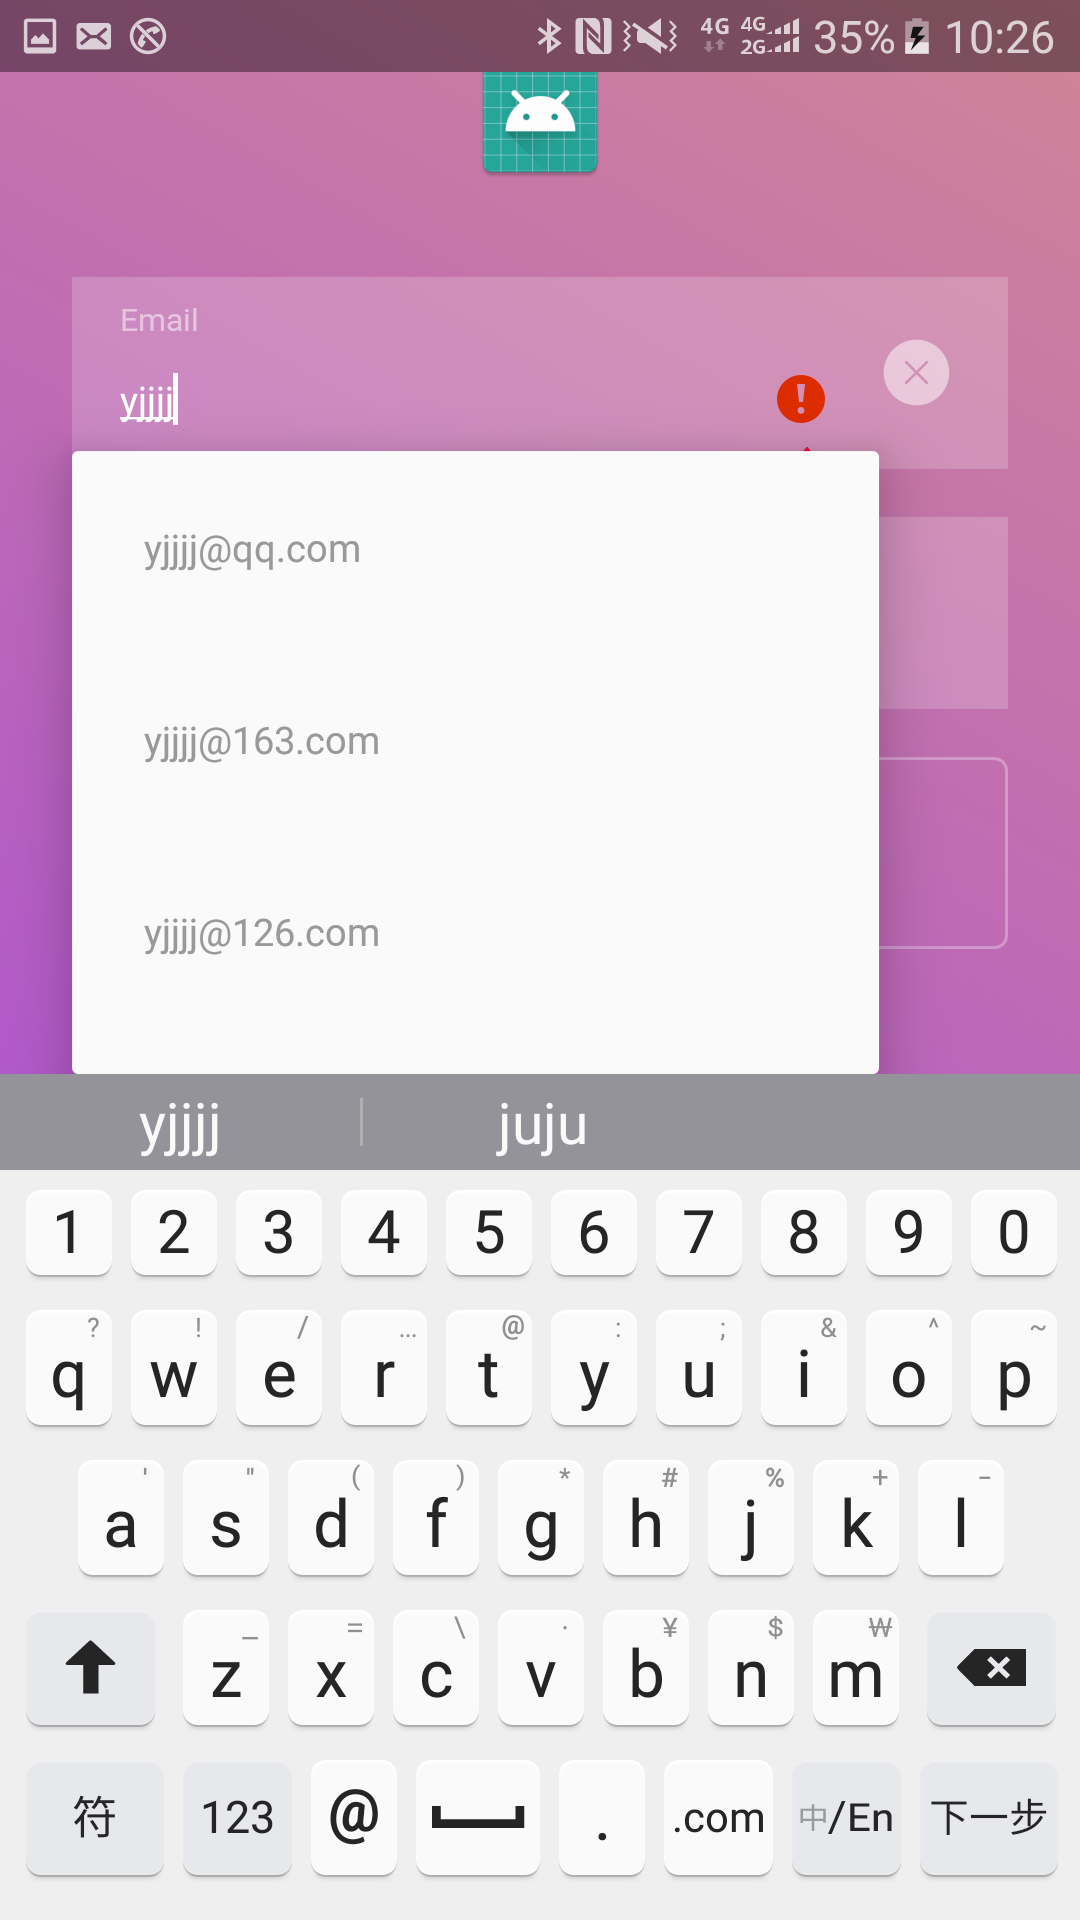 4G 4G 2G 35% 10:26
Email
yjjjj
yjjjj@qq.com
yjjjj@163.com
yjjjj@126.com
yjjjj juju
1 2 3 4 5 6 7 8 9 0
? ! / ... @ : ; & ^ ~
q w e r t y u i o p
' " ( ) * # % + -
a s d f g h j k l
_ = \ · ¥ $ ₩
z x c v b n m
符 123 @ . .com 中/En 下一步